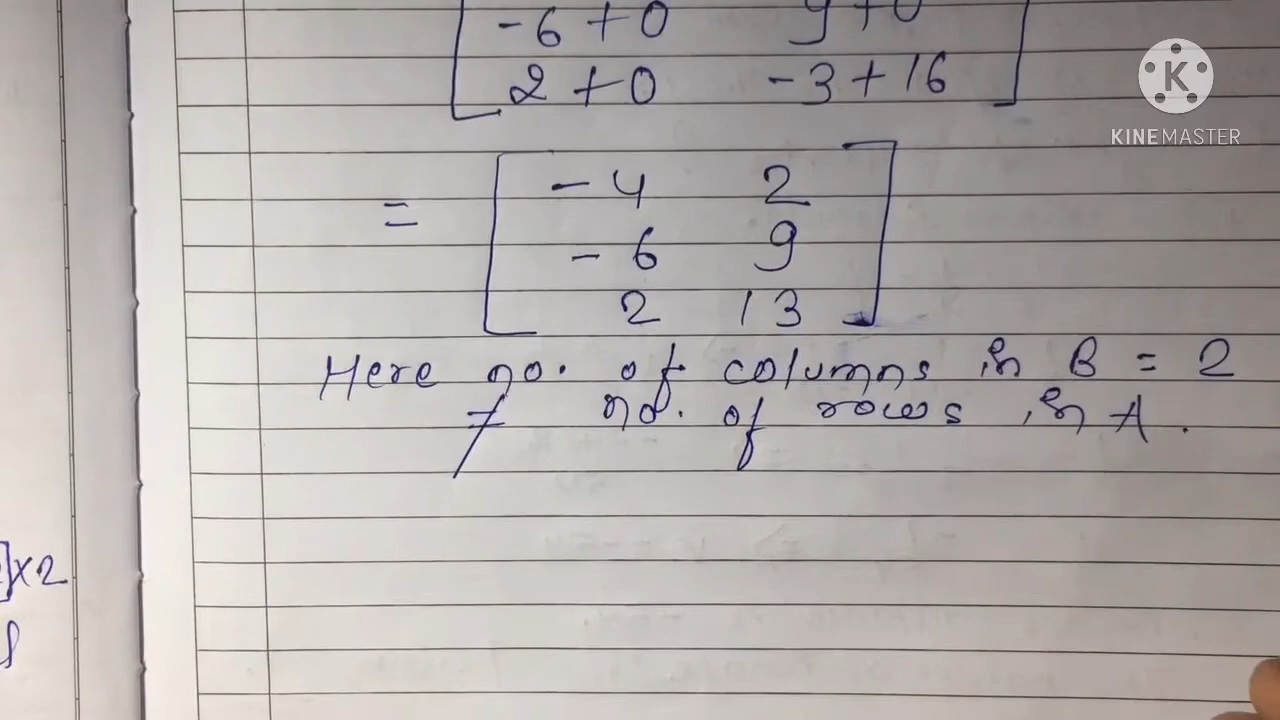 -6+0 9+0
2+0 -3+16
K
KINEMASTER
= -4 2
-6 9
2 13
Here no. of columns in B = 2
≠ no. of rows in A.
]×2